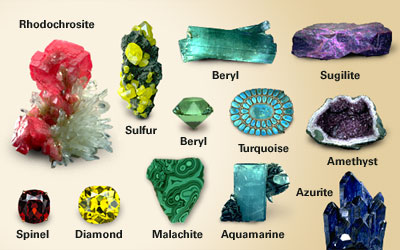 Rhodochrosite
Sulfur
Beryl
Sugilite
Beryl
Turquoise
Amethyst
Spinel
Diamond
Malachite
Aquamarine
Azurite